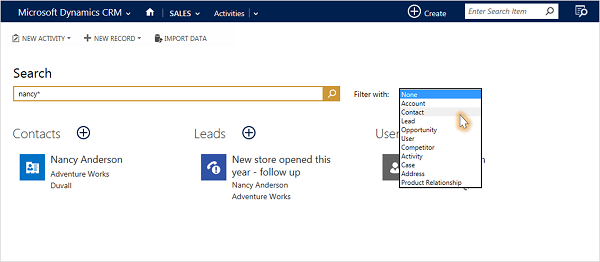 Microsoft Dynamics CRM SALES Activities Create Enter Search Item
NEW ACTIVITY NEW RECORD IMPORT DATA
Search
nancy* Filter with: None
Account
Contact
Lead
Opportunity
User
Competitor
Activity
Case
Address
Product Relationship
Contacts Leads Use
Nancy Anderson
Adventure Works
Duvall
New store opened this
year - follow up
Nancy Anderson
Adventure Works